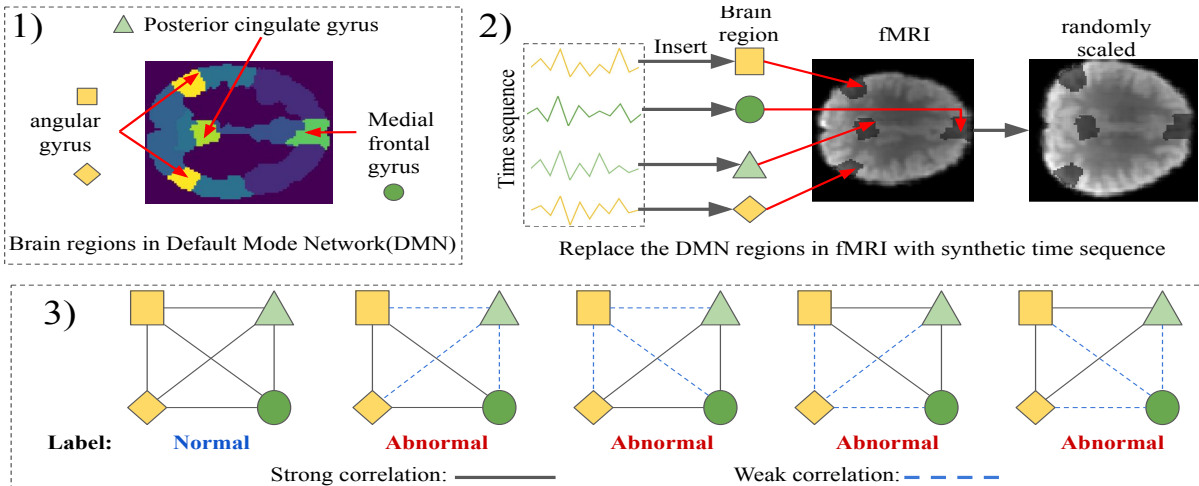 1)
Posterior cingulate gyrus
angular
gyrus
Medial
frontal
gyrus
Brain regions in Default Mode Network(DMN)
2)
Time sequence
Insert
Brain
region
fMRI
randomly
scaled
Replace the DMN regions in fMRI with synthetic time sequence
3)
Label: Normal Abnormal Abnormal Abnormal Abnormal
Strong correlation: Weak correlation: